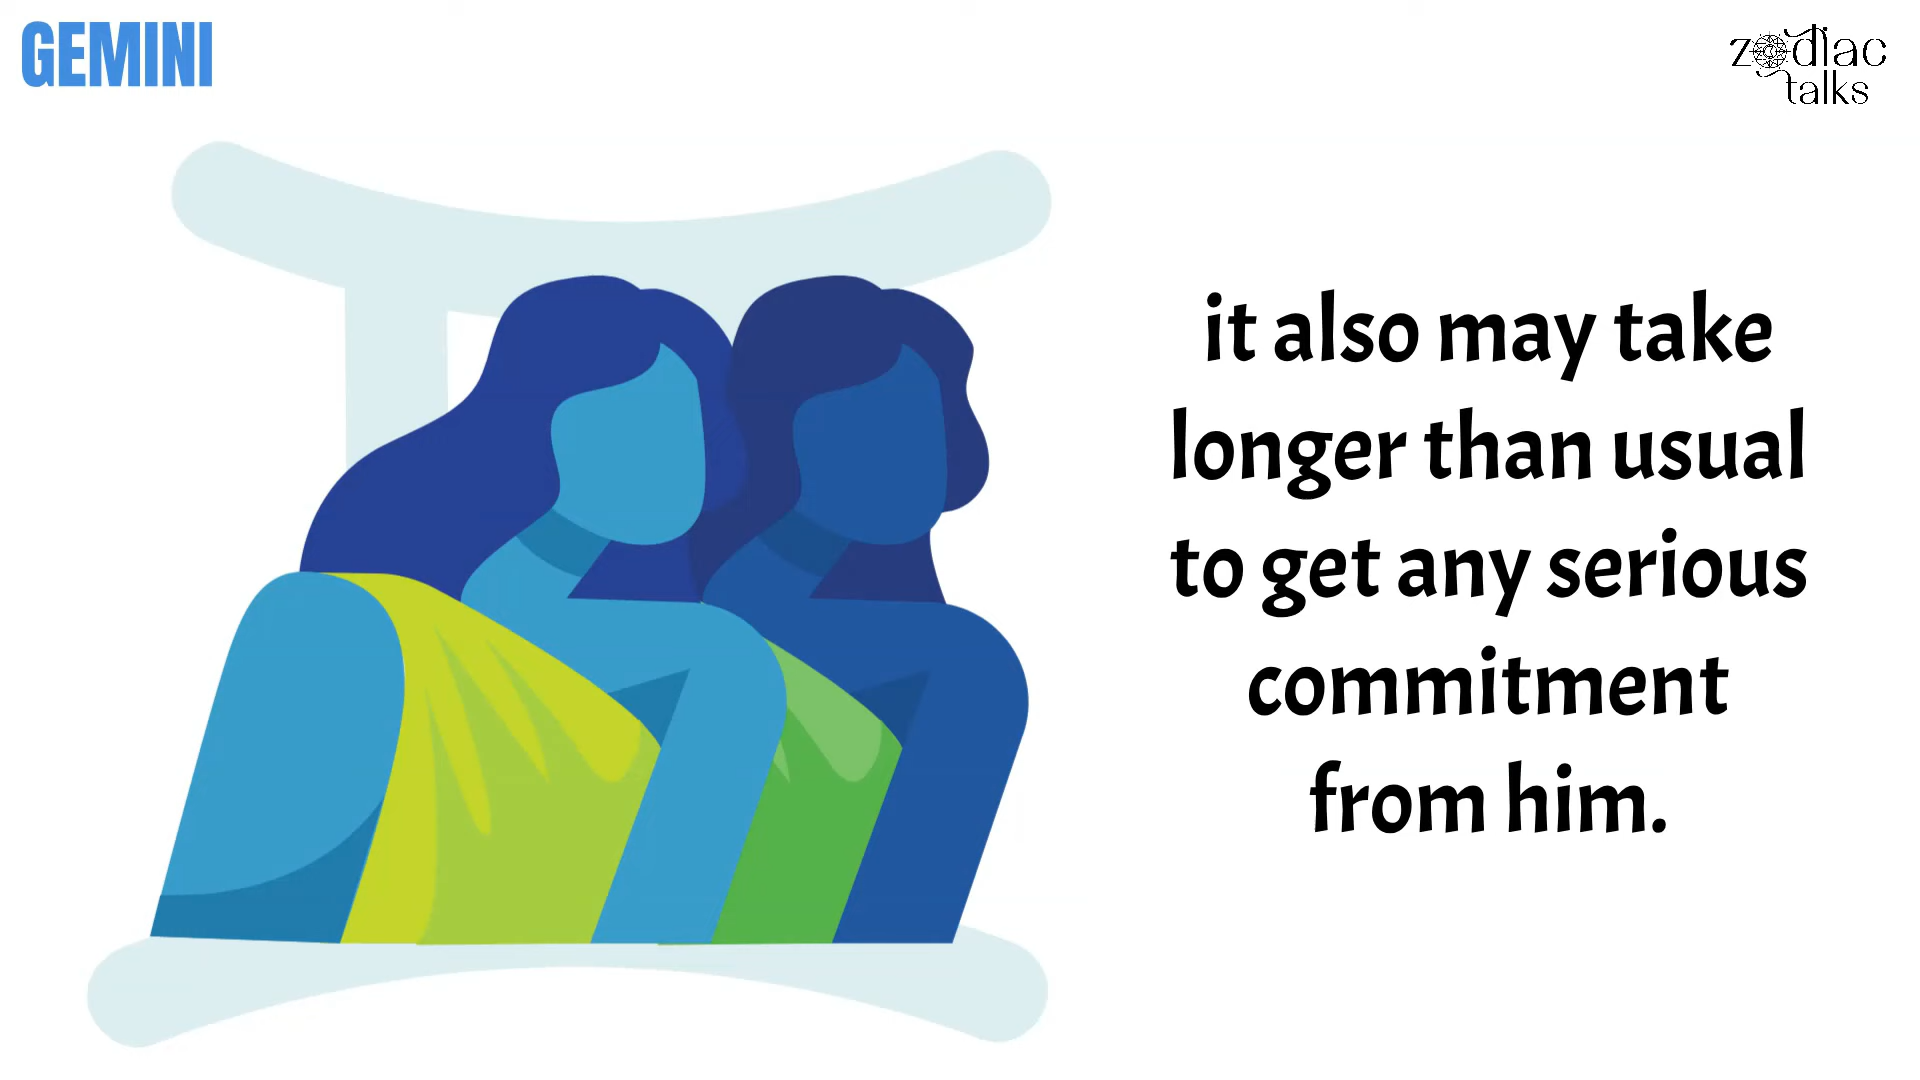 GEMINI
zodiac
talks
it also may take
longer than usual
to get any serious
commitment
from him.